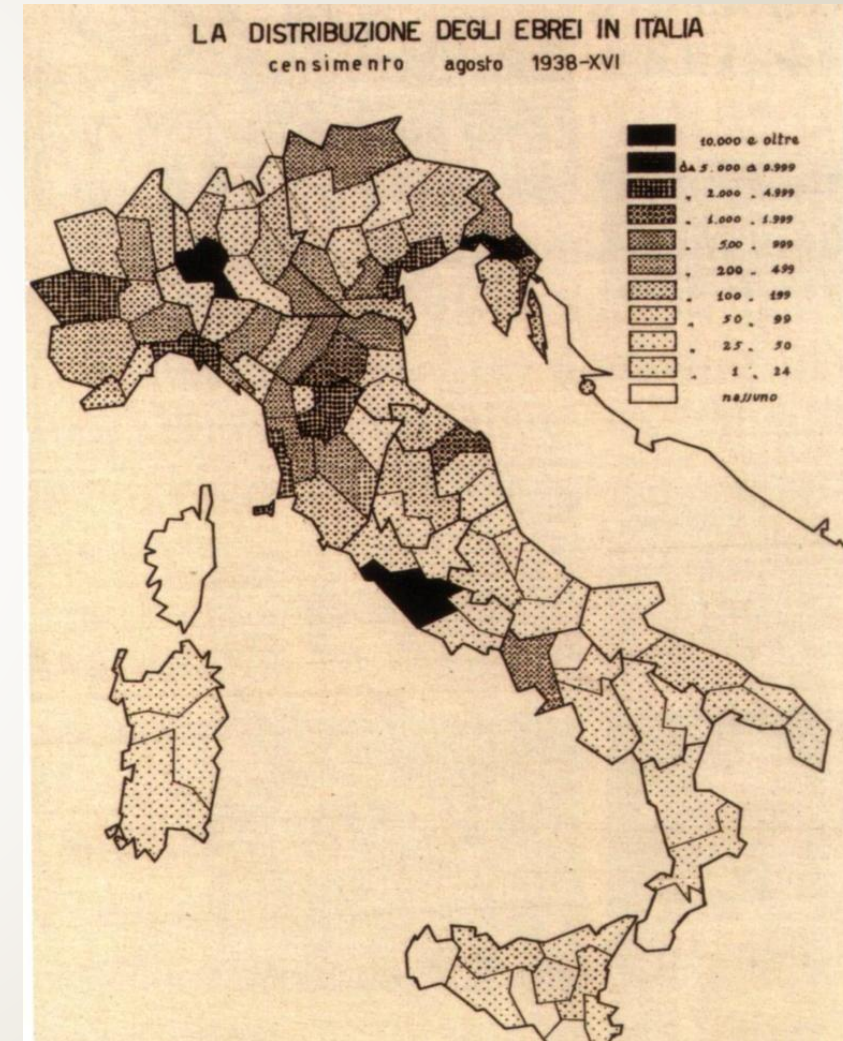 LA DISTRIBUZIONE DEGLI EBREI IN ITALIA
censimento agosto 1938-XVI
10.000 e oltre
da 5.000 a 9.999
" 2.000 - 4.999
" 1.000 - 1.999
" 500 - 999
" 200 - 499
" 100 - 199
" 50 - 99
" 25 - 50
" 1 - 24
nessuno